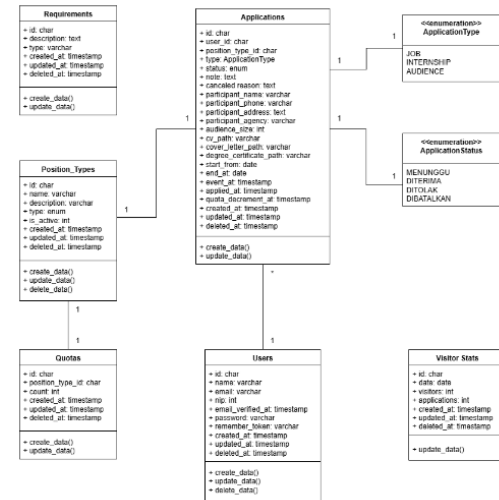 Requirements
+ id: char
+ description: text
+ type: varchar
+ created_at: timestamp
+ updated_at: timestamp
+ deleted_at: timestamp
+ create_data()
+ update_data()
Applications
+ id: char
+ user_id: char
+ position_type_id: char
+ type: ApplicationType
+ status: enum
+ note: text
+ canceled reason: text
+ participant_name: varchar
+ participant_phone: varchar
+ participant_address: text
+ participant_agency: varchar
+ audience_size: int
+ cv_path: varchar
+ cover_letter_path: varchar
+ degree_certificate_path: varchar
+ start_from: date
+ end_at: date
+ event_at: timestamp
+ applied_at: timestamp
+ quota_decrement_at: timestamp
+ created_at: timestamp
+ updated_at: timestamp
+ deleted_at: timestamp
+ create_data()
+ update_data()
1
1
<<enumeration>>
ApplicationType
JOB
INTERNSHIP
AUDIENCE
1
1
<<enumeration>>
ApplicationStatus
MENUNGGU
DITERIMA
DITOLAK
DIBATALKAN
1
1
Position_Types
+ id: char
+ name: varchar
+ description: varchar
+ type: enum
+ is_active: int
+ created_at: timestamp
+ updated_at: timestamp
+ deleted_at: timestamp
+ create_data()
+ update_data()
+ delete_data()
1
1
Quotas
+ id: char
+ position_type_id: char
+ count: int
+ created_at: timestamp
+ updated_at: timestamp
+ deleted_at: timestamp
+ create_data()
+ update_data()
*
1
Users
+ id: char
+ name: varchar
+ email: varchar
+ nip: int
+ email_verified_at: timestamp
+ password: varchar
+ remember_token: varchar
+ created_at: timestamp
+ updated_at: timestamp
+ deleted_at: timestamp
+ create_data()
+ update_data()
+ delete_data()
Visitor Stats
+ id: char
+ date: date
+ visitors: int
+ applications: int
+ created_at: timestamp
+ updated_at: timestamp
+ deleted_at: timestamp
+ update_data()